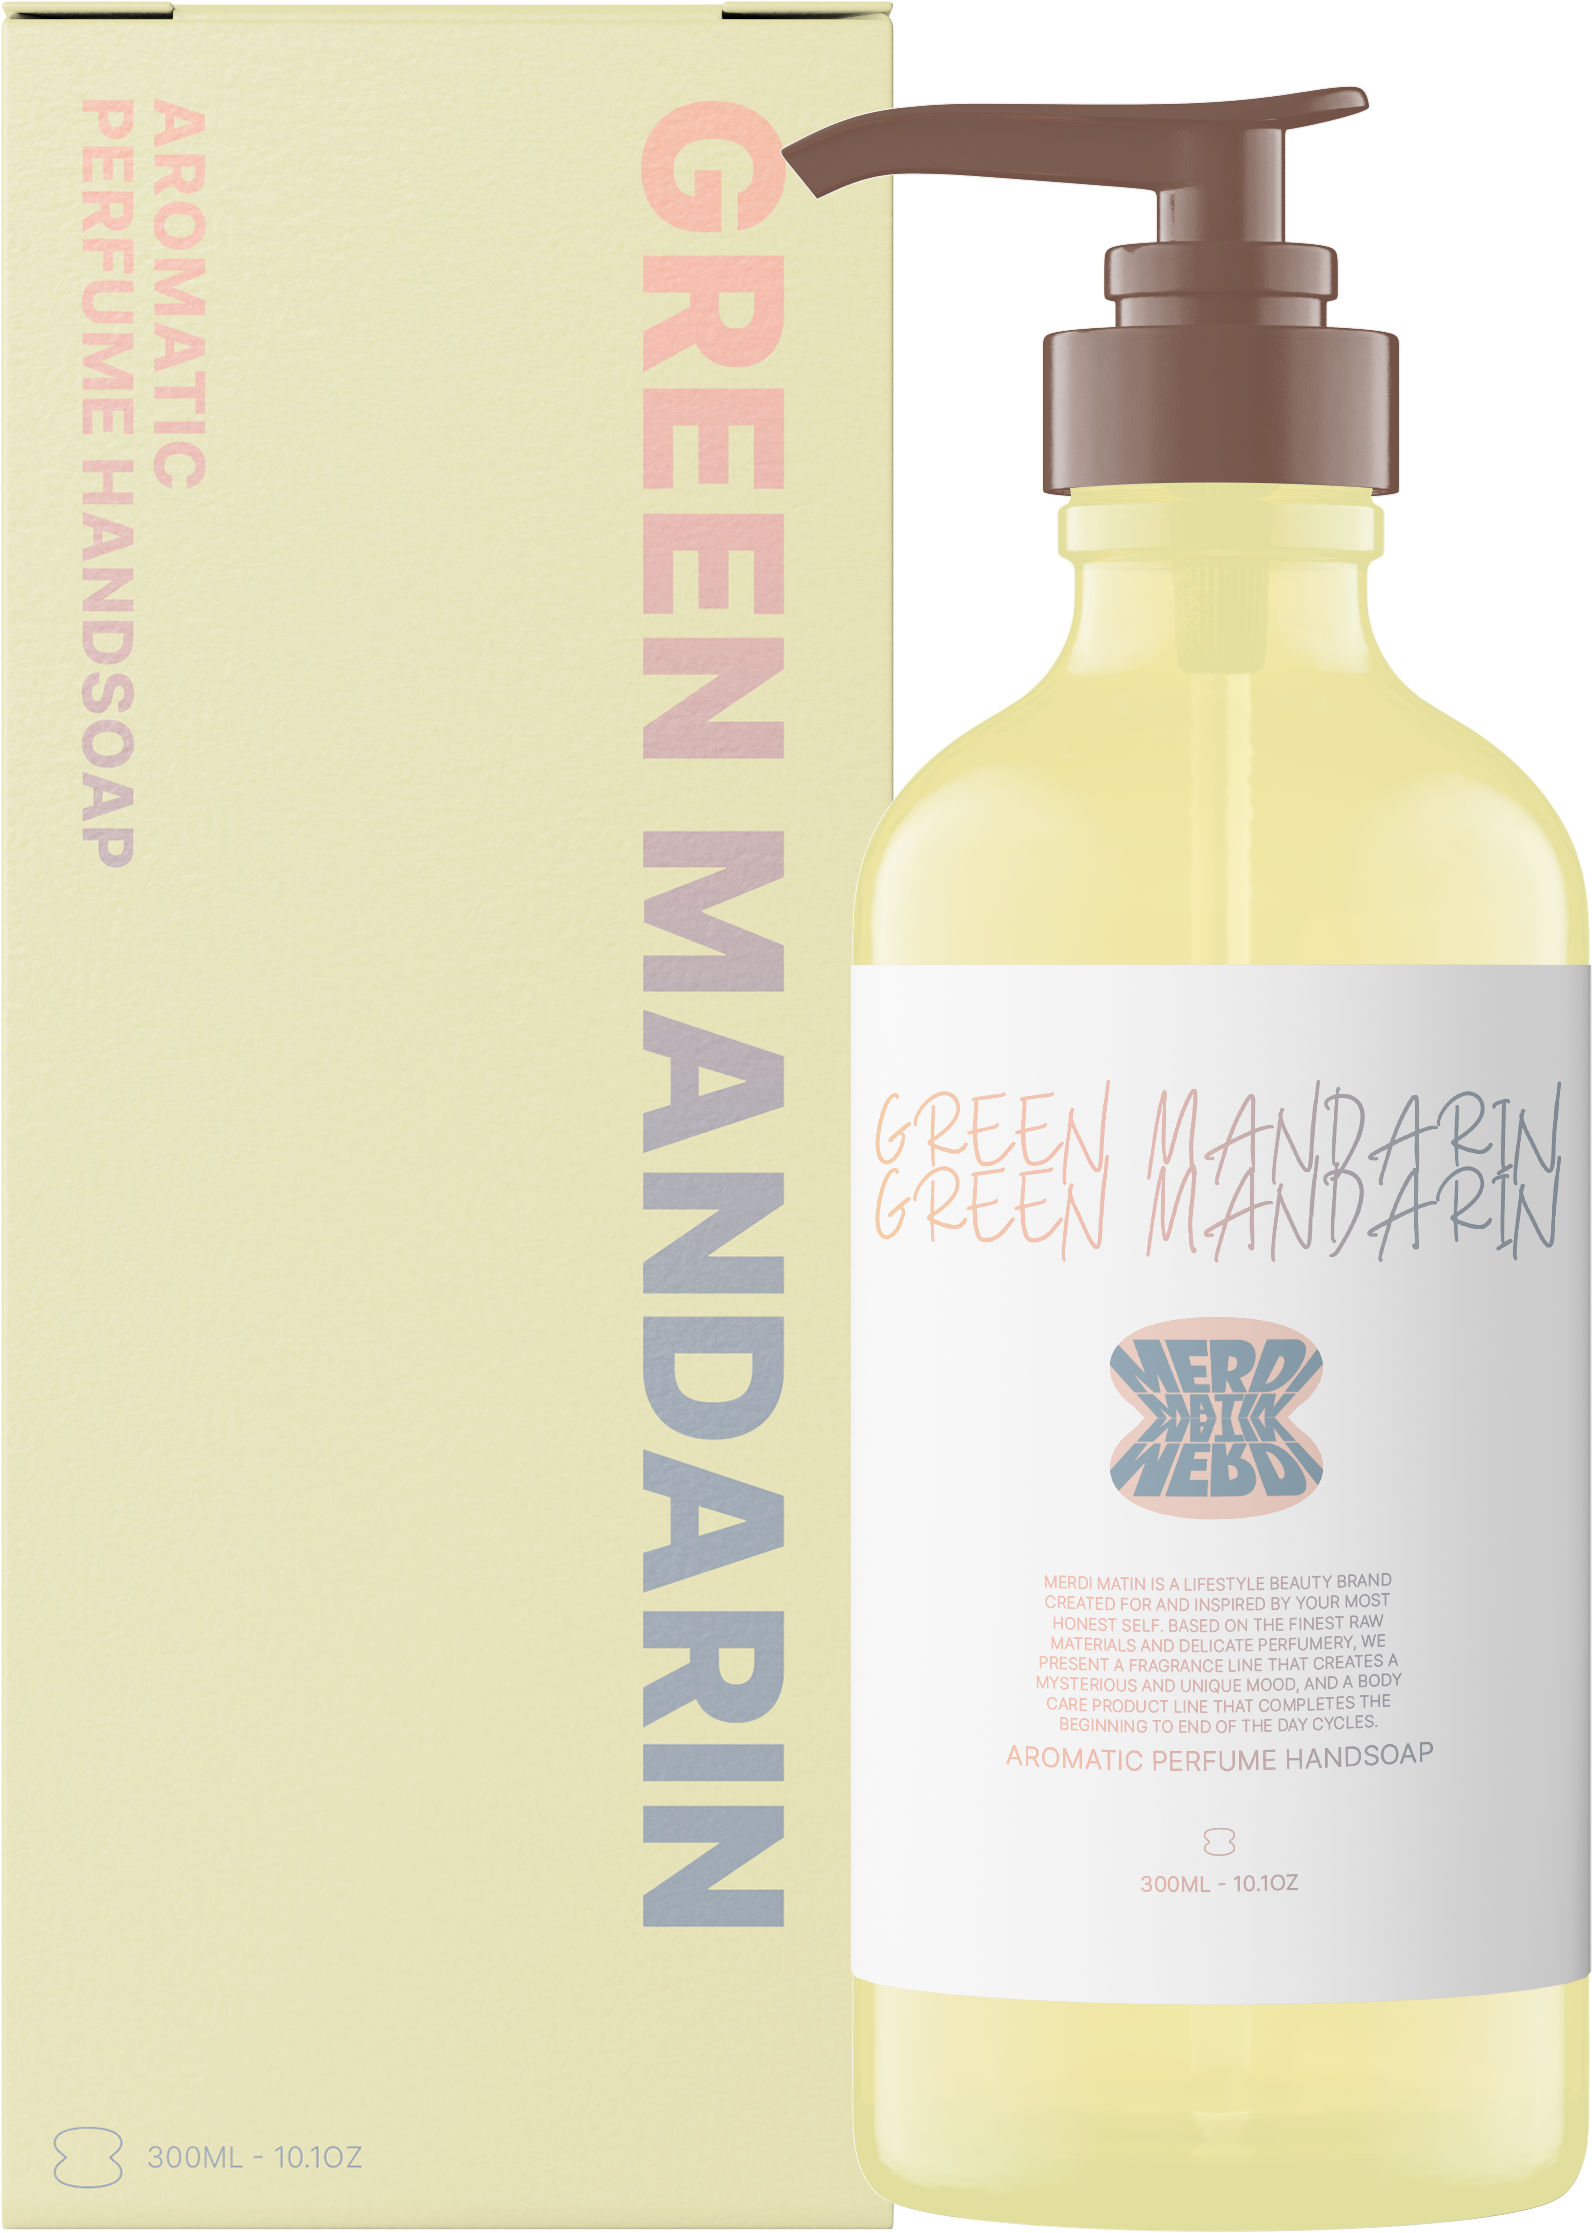 AROMATIC
PERFUME HANDSOAP
GREEN MANDARIN
300ML - 10.1OZ
GREEN MANDARIN
GREEN MANDARIN
MERDI
MATIN
MATIN
MERDI
MERDI MATIN IS A LIFESTYLE BEAUTY BRAND
CREATED FOR AND INSPIRED BY YOUR MOST
HONEST SELF. BASED ON THE FINEST RAW
MATERIALS AND DELICATE PERFUMERY, WE
PRESENT A FRAGRANCE LINE THAT CREATES A
MYSTERIOUS AND UNIQUE MOOD, AND A BODY
CARE PRODUCT LINE THAT COMPLETES THE
BEGINNING TO END OF THE DAY CYCLES.
AROMATIC PERFUME HANDSOAP
300ML - 10.1OZ